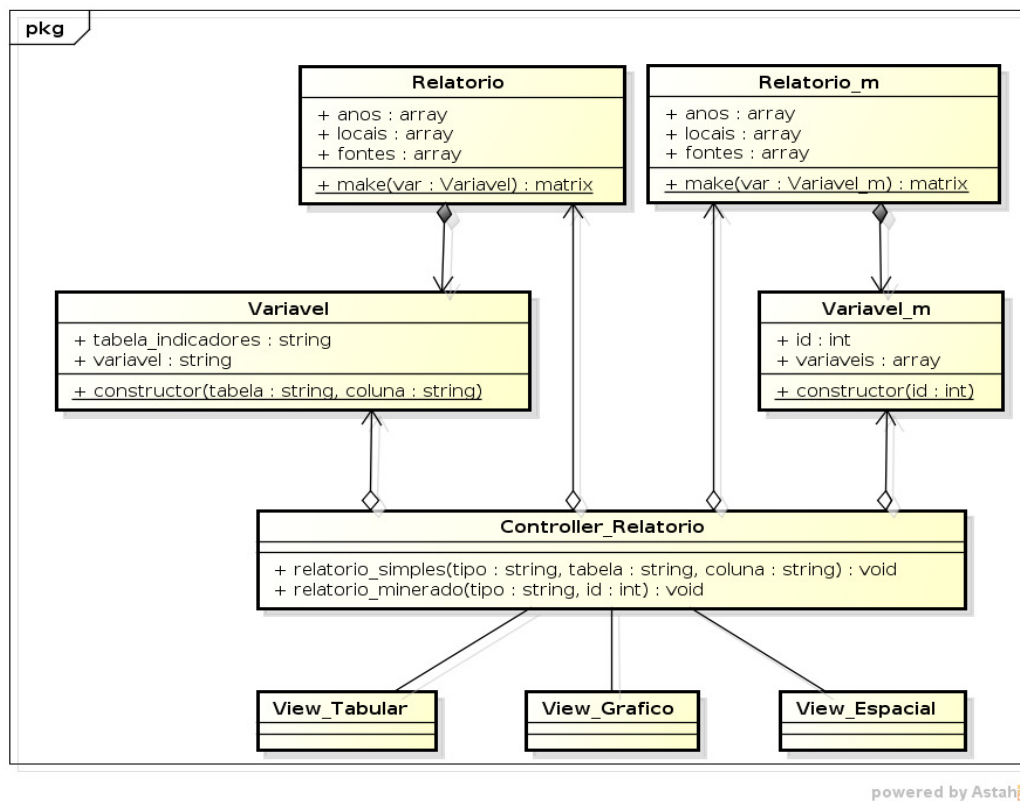 pkg
Relatorio
+ anos : array
+ locais : array
+ fontes : array
+ make(var : Variavel) : matrix
Relatorio_m
+ anos : array
+ locais : array
+ fontes : array
+ make(var : Variavel_m) : matrix
Variavel
+ tabela_indicadores : string
+ variavel : string
+ constructor(tabela : string, coluna : string)
Variavel_m
+ id : int
+ variaveis : array
+ constructor(id : int)
Controller_Relatorio
+ relatorio_simples(tipo : string, tabela : string, coluna : string) : void
+ relatorio_minerado(tipo : string, id : int) : void
View_Tabular
View_Grafico
View_Espacial
powered by Astah